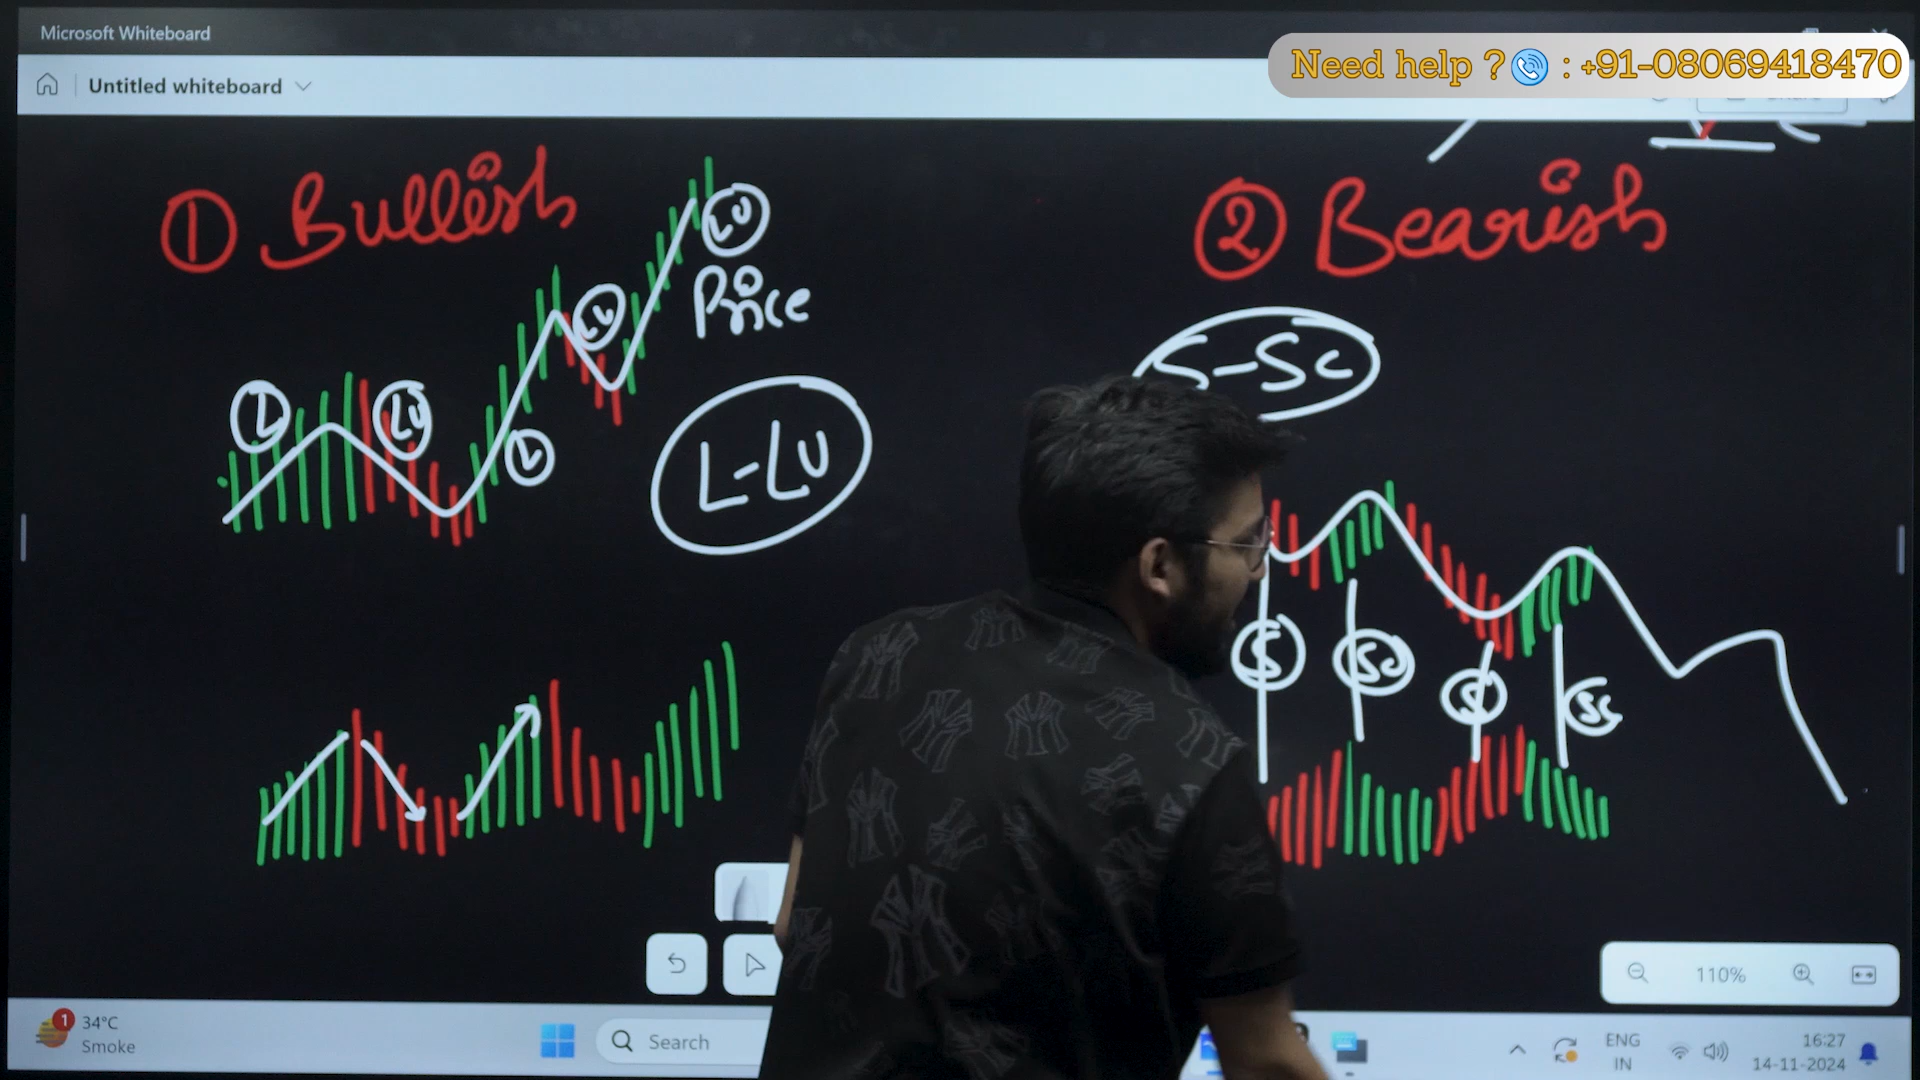 Microsoft Whiteboard
Need help ? : +91-08069418470
Untitled whiteboard
① Bullish
② Bearish
LU
Price
S-SC
LU
L
LU
L
L-LU
S
SC
S
SC
110%
1
34°C
Smoke
Search
ENG
IN
16:27
14-11-2024